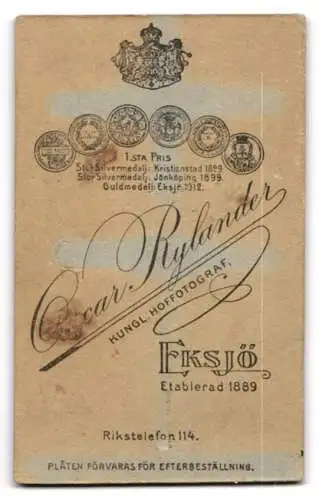 1.STA PRIS
Stor Silvermedalj: Kristianstad 1899
Stor Silvermedalj: Jönköping 1899.
Guldmedalj: Eksjö 1912.
Oscar Rylander
KUNGL. HOFFOTOGRAF.
EKSJÖ
Etablerad 1889
Rikstelefon 114.
PLÅTEN FÖRVARAS FÖR EFTERBESTÄLLNING.